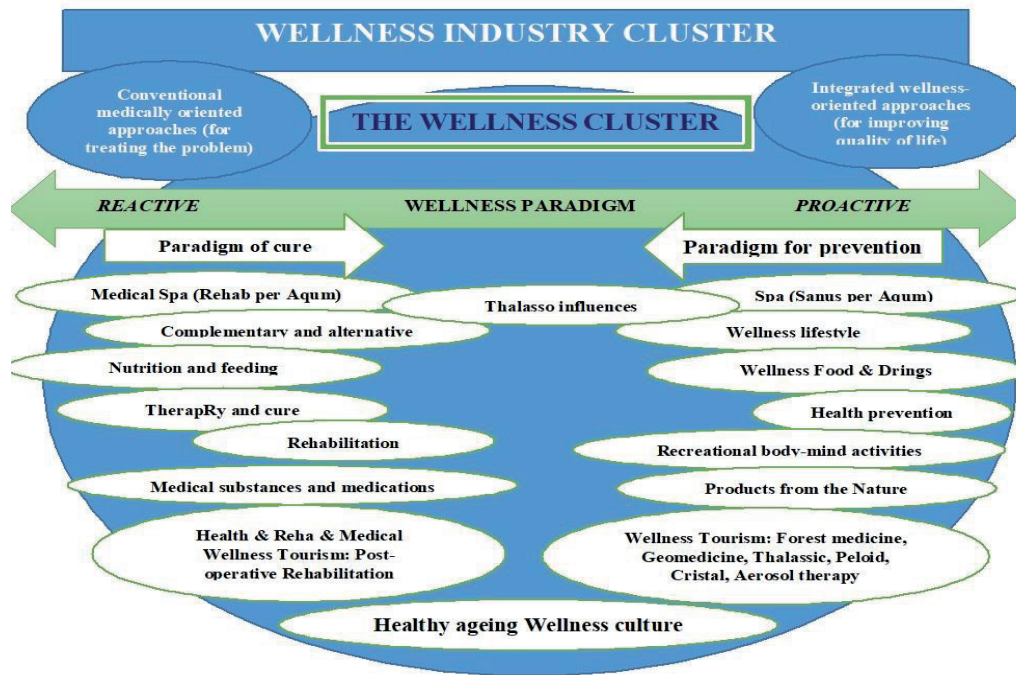 WELLNESS INDUSTRY CLUSTER
Conventional
medically oriented
approaches (for
treating the problem)
THE WELLNESS CLUSTER
Integrated wellness-
oriented approaches
(for improving
quality of life)
REACTIVE
WELLNESS PARADIGM
PROACTIVE
Paradigm of cure
Paradigm for prevention
Medical Spa (Rehab per Aqum)
Thalasso influences
Spa (Sanus per Aqum)
Complementary and alternative
Wellness lifestyle
Nutrition and feeding
Wellness Food & Drings
TherapRy and cure
Health prevention
Rehabilitation
Recreational body-mind activities
Medical substances and medications
Products from the Nature
Health & Reha & Medical
Wellness Tourism: Post-
operative Rehabilitation
Wellness Tourism: Forest medicine,
Geomedicine, Thalassic, Peloid,
Cristal, Aerosol therapy
Healthy ageing Wellness culture